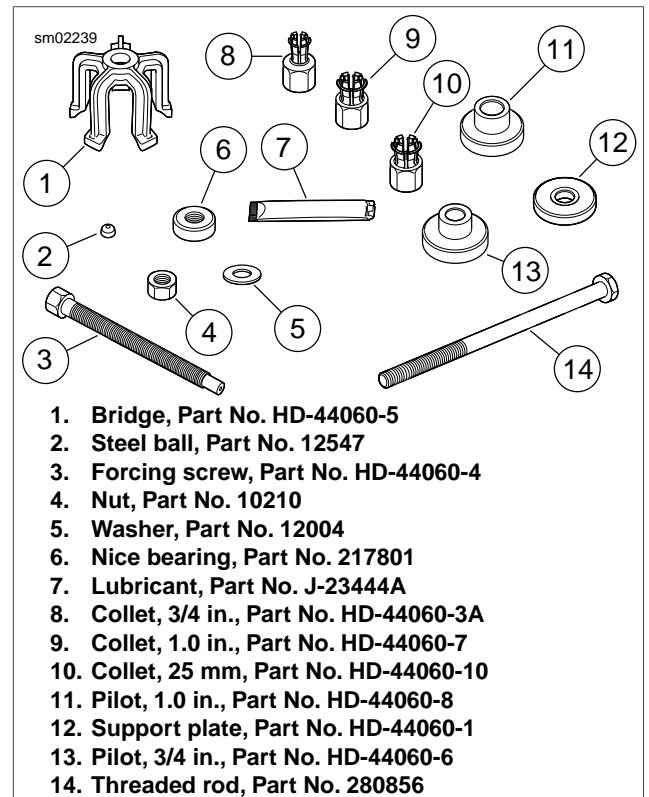 sm02239
8
9
11
10
12
1
6
7
2
13
3
4
5
14
1. Bridge, Part No. HD-44060-5
2. Steel ball, Part No. 12547
3. Forcing screw, Part No. HD-44060-4
4. Nut, Part No. 10210
5. Washer, Part No. 12004
6. Nice bearing, Part No. 217801
7. Lubricant, Part No. J-23444A
8. Collet, 3/4 in., Part No. HD-44060-3A
9. Collet, 1.0 in., Part No. HD-44060-7
10. Collet, 25 mm, Part No. HD-44060-10
11. Pilot, 1.0 in., Part No. HD-44060-8
12. Support plate, Part No. HD-44060-1
13. Pilot, 3/4 in., Part No. HD-44060-6
14. Threaded rod, Part No. 280856